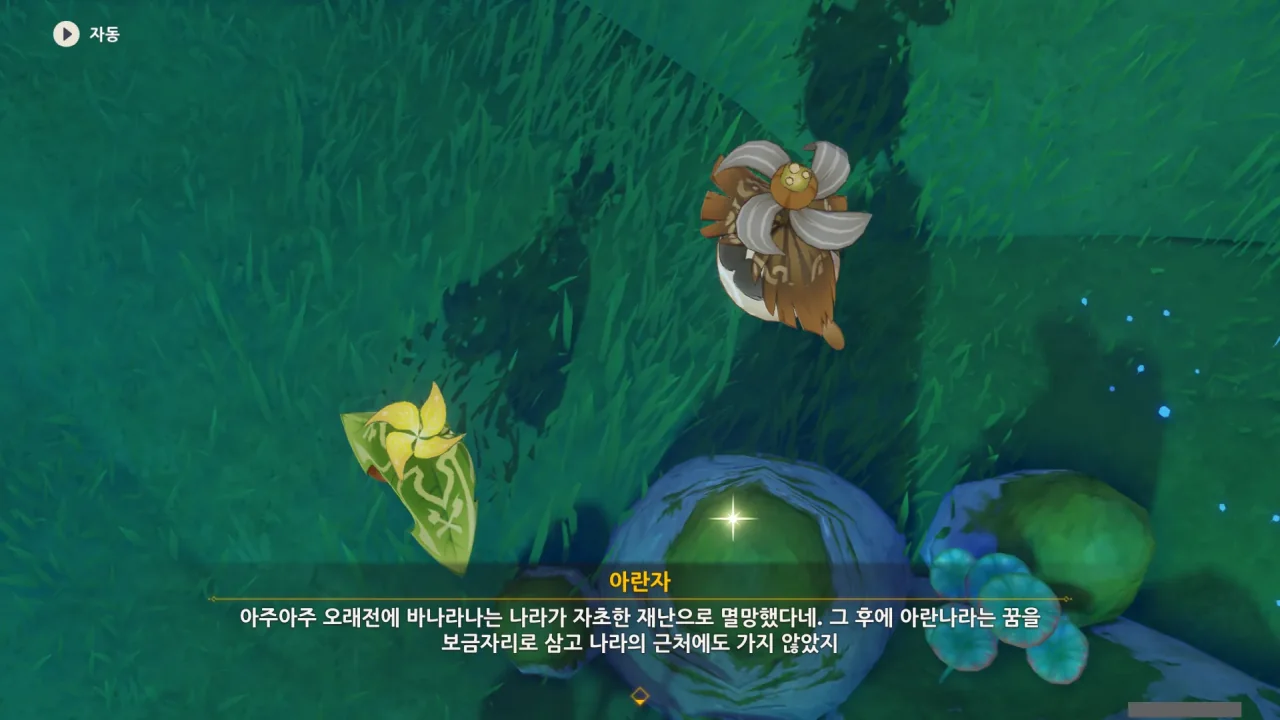 자동
아란자
아주아주 오래전에 바나라나는 나라가 자초한 재난으로 멸망했다네. 그 후에 아란나라는 꿈을
보금자리로 삼고 나라의 근처에도 가지 않았지